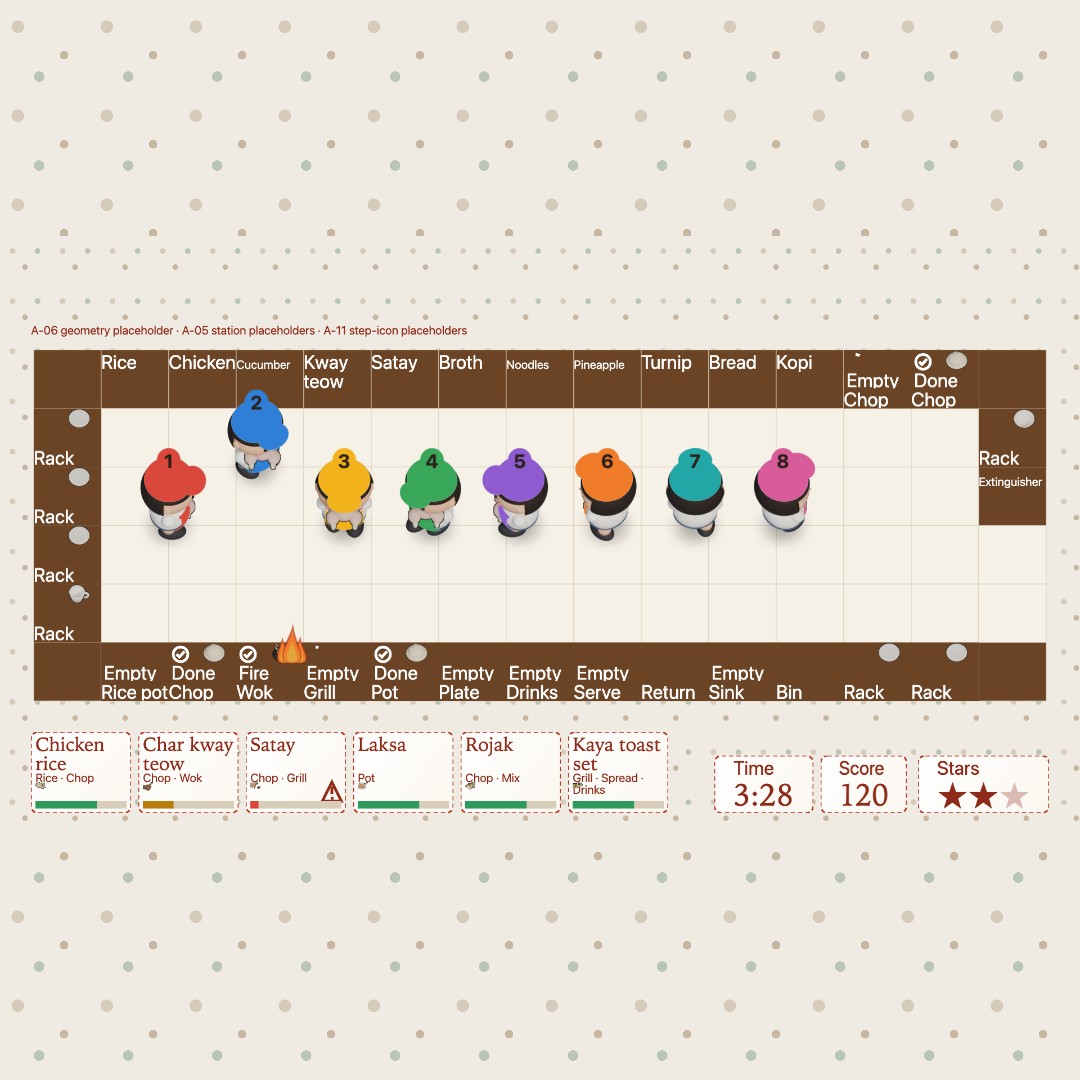 A-06 geometry placeholder · A-05 station placeholders · A-11 step-icon placeholders
Rice
Chicken
Cucumber
Kway
teow
Satay
Broth
Noodles
Pineapple
Turnip
Bread
Kopi
Empty
Chop
Done
Chop
2
Rack
Rack
1
3
4
5
6
7
8
Extinguisher
Rack
Rack
Rack
Empty
Rice pot
Done
Chop
Fire
Wok
Empty
Grill
Done
Pot
Empty
Plate
Empty
Drinks
Empty
Serve
Return
Empty
Sink
Bin
Rack
Rack
Chicken
rice
Rice · Chop
Char kway
teow
Chop · Wok
Satay
Chop · Grill
Laksa
Pot
Rojak
Chop · Mix
Kaya toast
set
Grill · Spread ·
Drinks
Time
3:28
Score
120
Stars